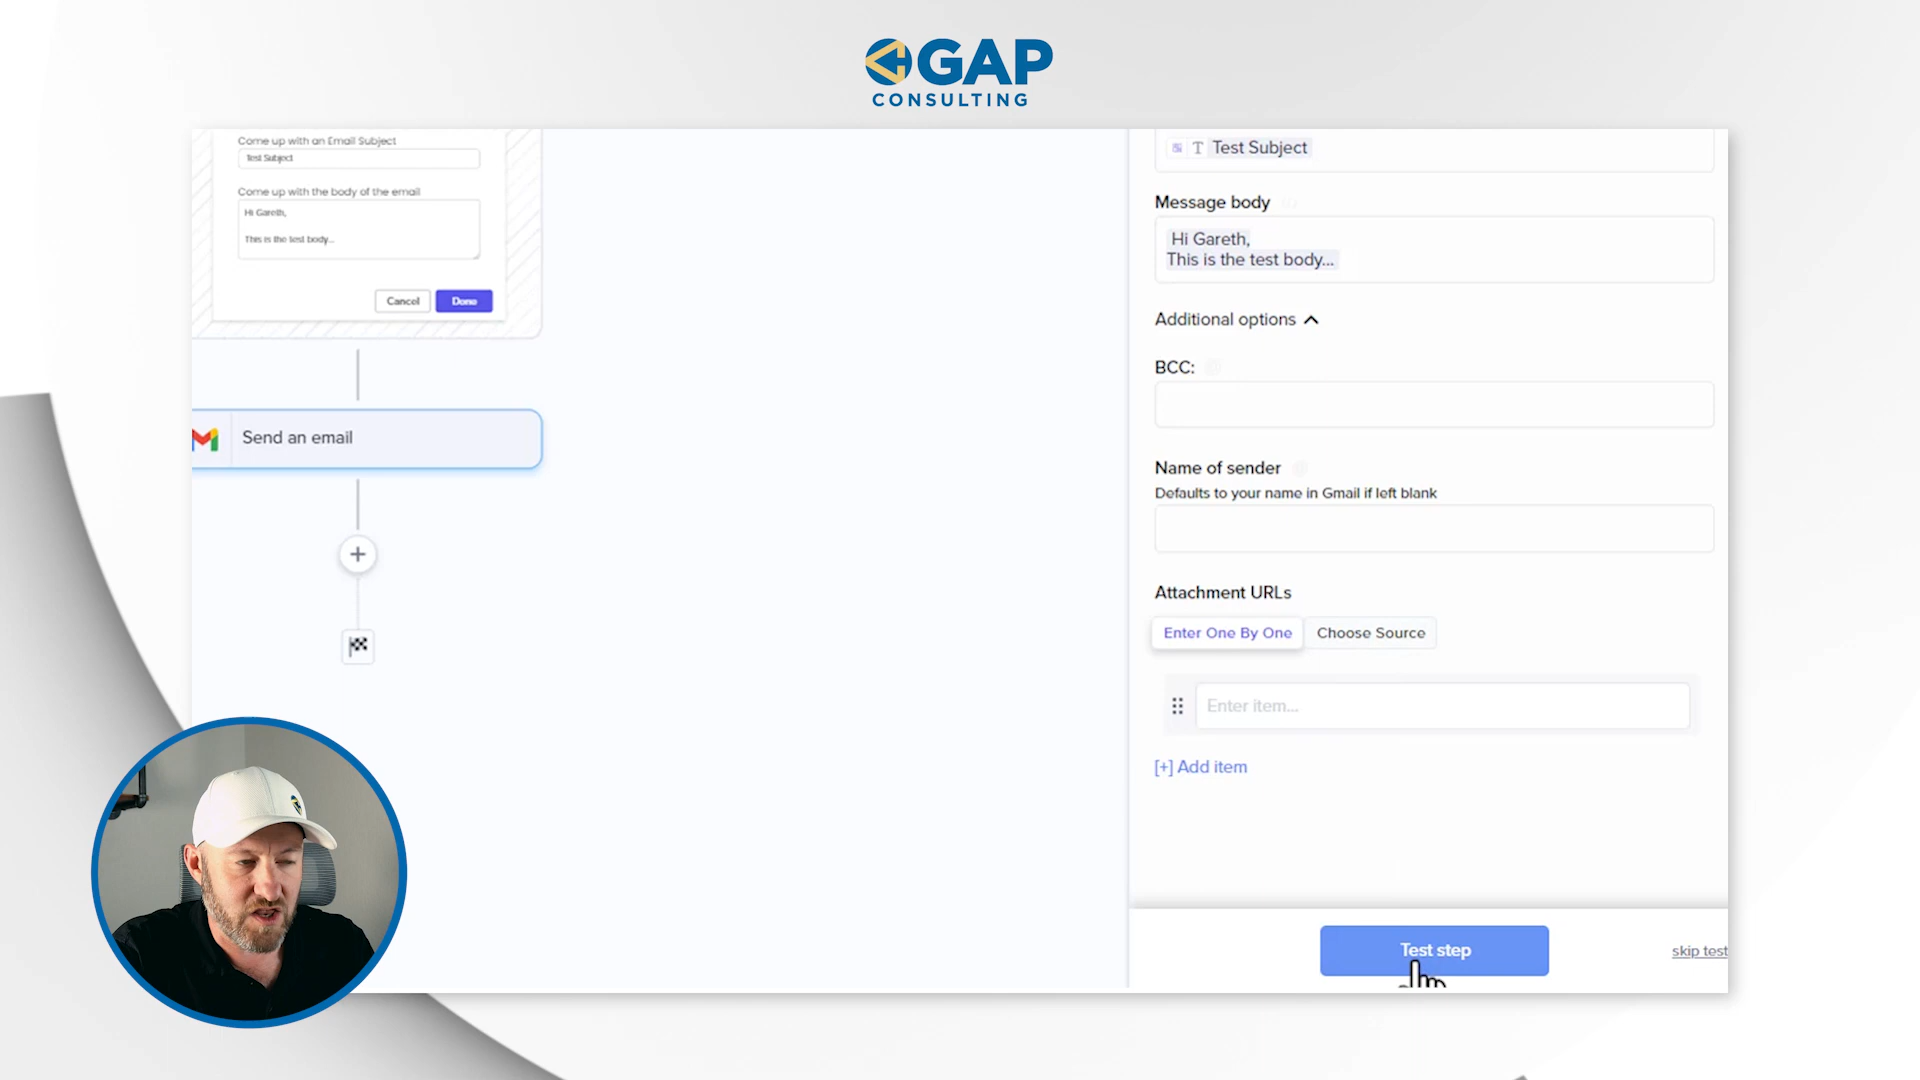 GAP
CONSULTING
Come up with an Email Subject
Test Subject
Come up with the body of the email
Hi Gareth,
This is the test body...
Cancel
Done
Send an email
T Test Subject
Message body
Hi Gareth,
This is the test body...
Additional options
BCC:
Name of sender
Defaults to your name in Gmail if left blank
Attachment URLs
Enter One By One
Choose Source
Enter item...
[+] Add item
Test step
skip test